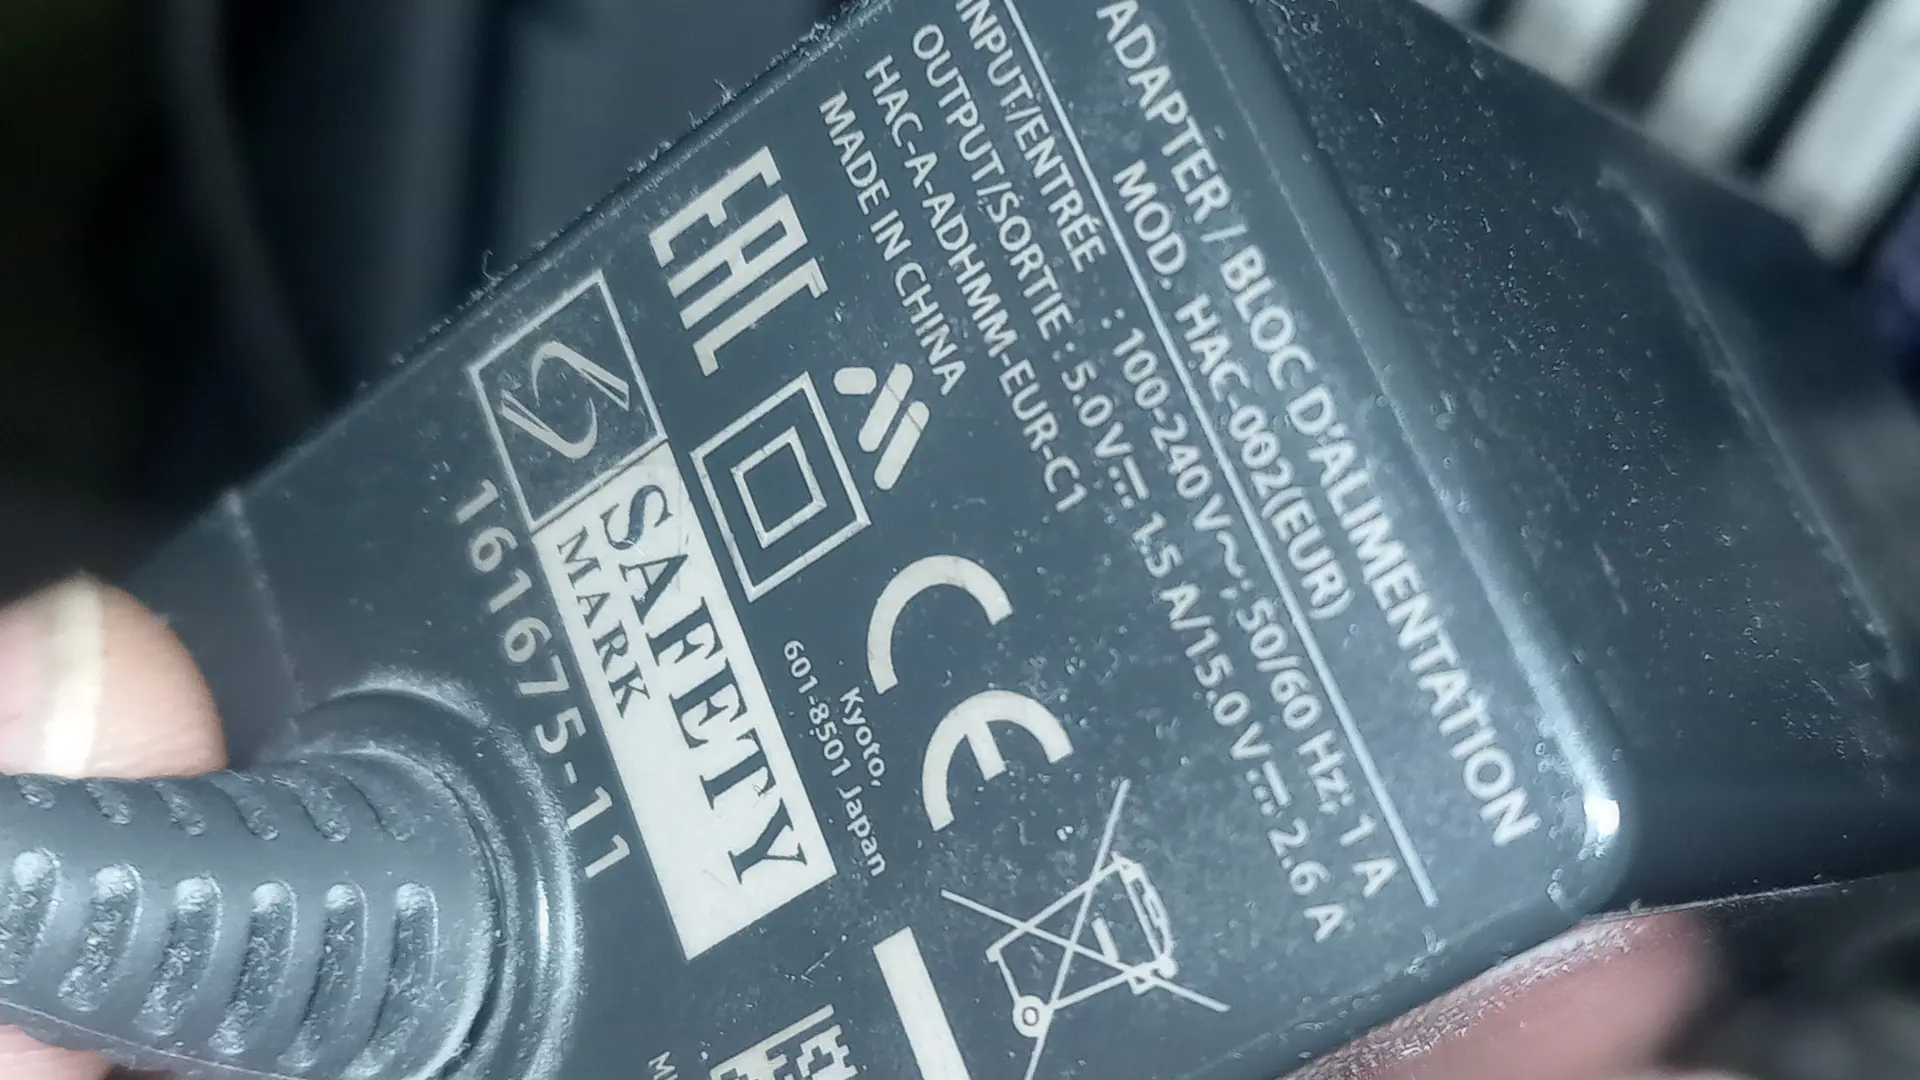 ADAPTER / BLOC D'ALIMENTATION
MOD. HAC-002(EUR)
INPUT/ENTRÉE : 100-240 V~; 50/60 Hz; 1 A
OUTPUT/SORTIE : 5.0 V⎓ 1.5 A/15.0 V⎓ 2.6 A
HAC-A-ADHMM-EUR-C1
MADE IN CHINA
EAC
CE
Kyoto,
601-8501 Japan
SAFETY
MARK
161675-11